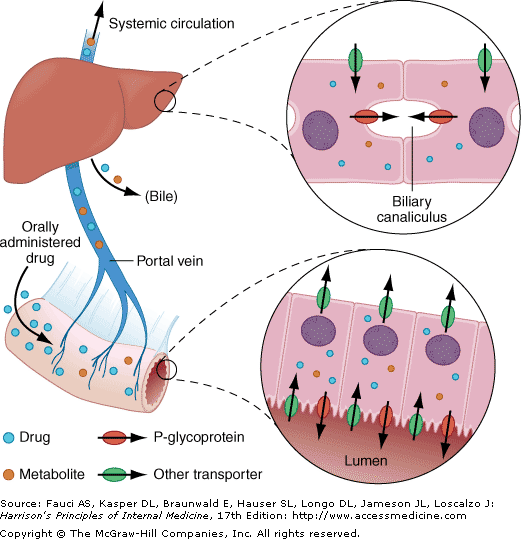 Systemic circulation
(Bile)
Biliary
canaliculus
Orally
administered
drug
Portal vein
Drug
P-glycoprotein
Metabolite
Other transporter
Lumen
Source: Fauci AS, Kasper DL, Braunwald E, Hauser SL, Longo DL, Jameson JL, Loscalzo J:
Harrison's Principles of Internal Medicine, 17th Edition: http://www.accessmedicine.com
Copyright © The McGraw-Hill Companies, Inc. All rights reserved.